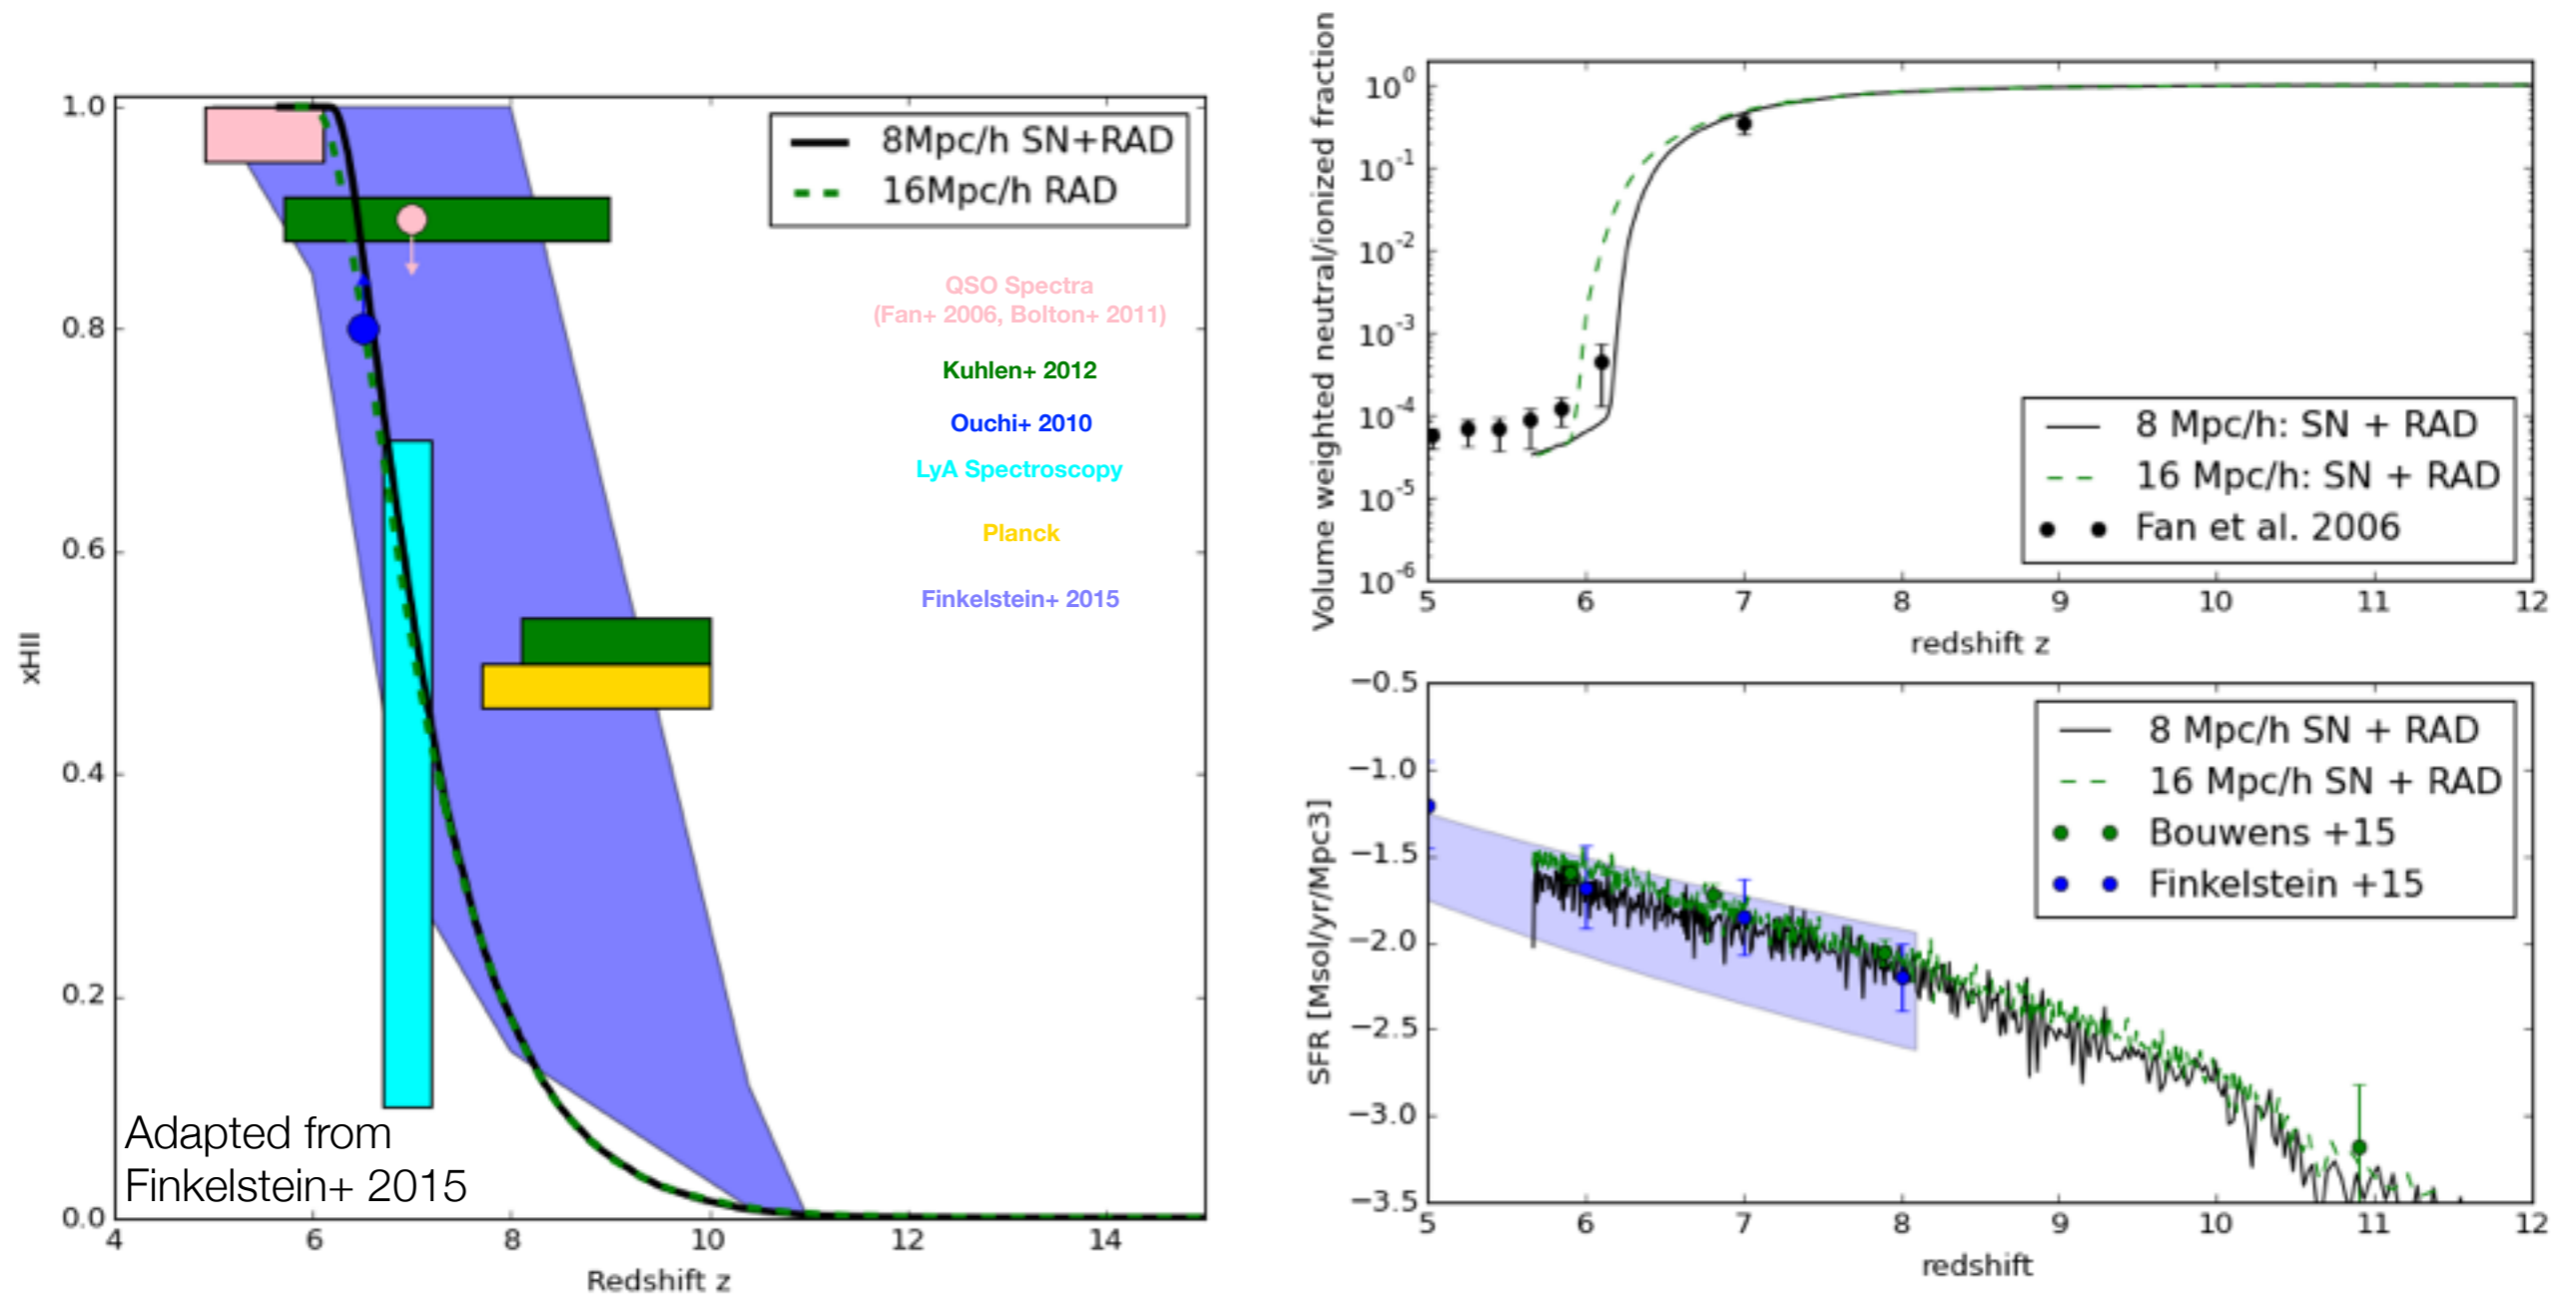 1.0
0.8
0.6
0.4
0.2
0.0
xHII
4 6 8 10 12 14
Redshift z
8Mpc/h SN+RAD
16Mpc/h RAD
QSO Spectra
(Fan+ 2006, Bolton+ 2011)
Kuhlen+ 2012
Ouchi+ 2010
LyA Spectroscopy
Planck
Finkelstein+ 2015
Adapted from
Finkelstein+ 2015
Volume weighted neutral/ionized fraction
10^0
10^-1
10^-2
10^-3
10^-4
10^-5
10^-6
8 Mpc/h: SN + RAD
16 Mpc/h: SN + RAD
Fan et al. 2006
5 6 7 8 9 10 11 12
redshift z
SFR [Msol/yr/Mpc3]
−0.5
−1.0
−1.5
−2.0
−2.5
−3.0
−3.5
8 Mpc/h SN + RAD
16 Mpc/h SN + RAD
Bouwens +15
Finkelstein +15
5 6 7 8 9 10 11 12
redshift